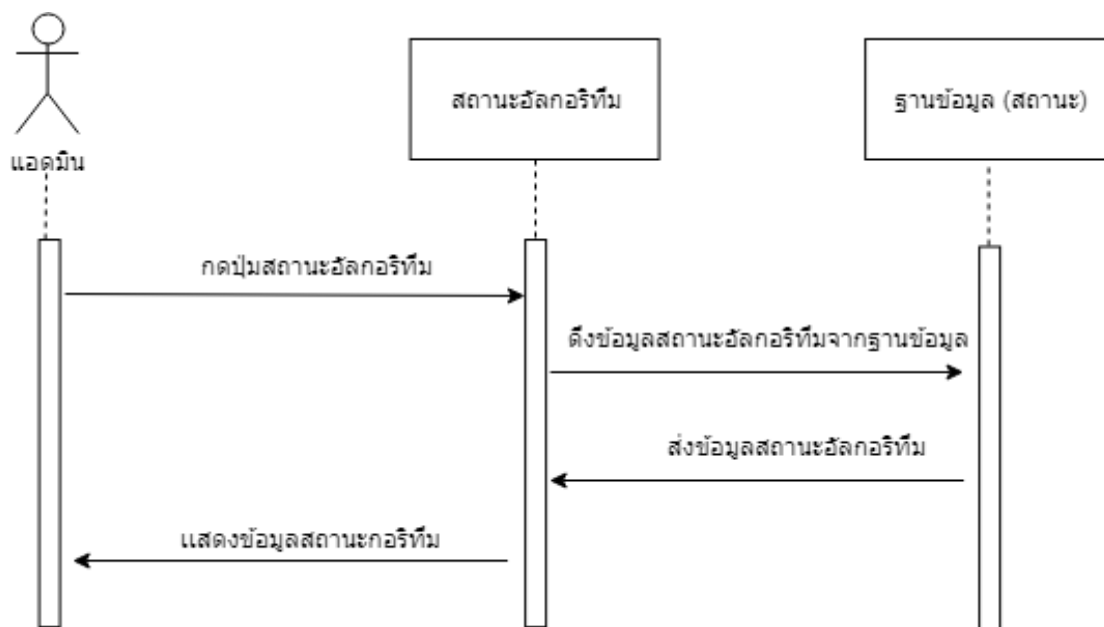 สถานะอัลกอริทึม
ฐานข้อมูล (สถานะ)
แอดมิน
กดปุ่มสถานะอัลกอริทึม
ดึงข้อมูลสถานะอัลกอริทึมจากฐานข้อมูล
ส่งข้อมูลสถานะอัลกอริทึม
แสดงข้อมูลสถานะกอริทึม